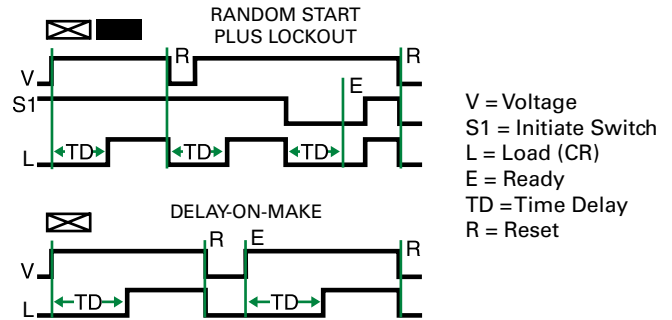 RANDOM START
PLUS LOCKOUT
R R
V
E
S1
TD TD TD
L
V = Voltage
S1 = Initiate Switch
L = Load (CR)
E = Ready
TD =Time Delay
R = Reset
DELAY-ON-MAKE
R E R
V
TD TD
L